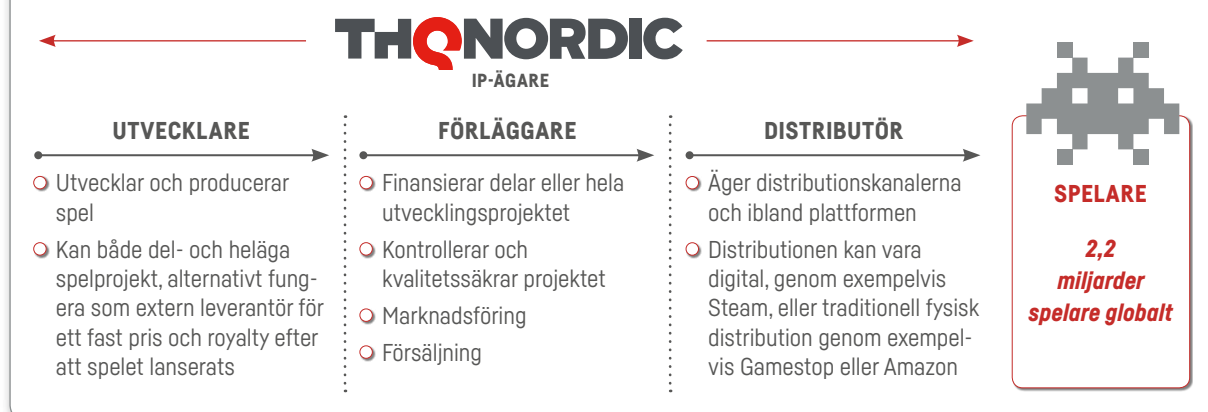 THQNORDIC
IP-ÄGARE
UTVECKLARE
Utvecklar och producerar
spel
Kan både del- och heläga
spelprojekt, alternativt fung-
era som extern leverantör för
ett fast pris och royalty efter
att spelet lanserats
FÖRLÄGGARE
Finansierar delar eller hela
utvecklingsprojektet
Kontrollerar och
kvalitetssäkrar projektet
Marknadsföring
Försäljning
DISTRIBUTÖR
Äger distributionskanalerna
och ibland plattformen
Distributionen kan vara
digital, genom exempelvis
Steam, eller traditionell fysisk
distribution genom exempel-
vis Gamestop eller Amazon
SPELARE
2,2
miljarder
spelare globalt